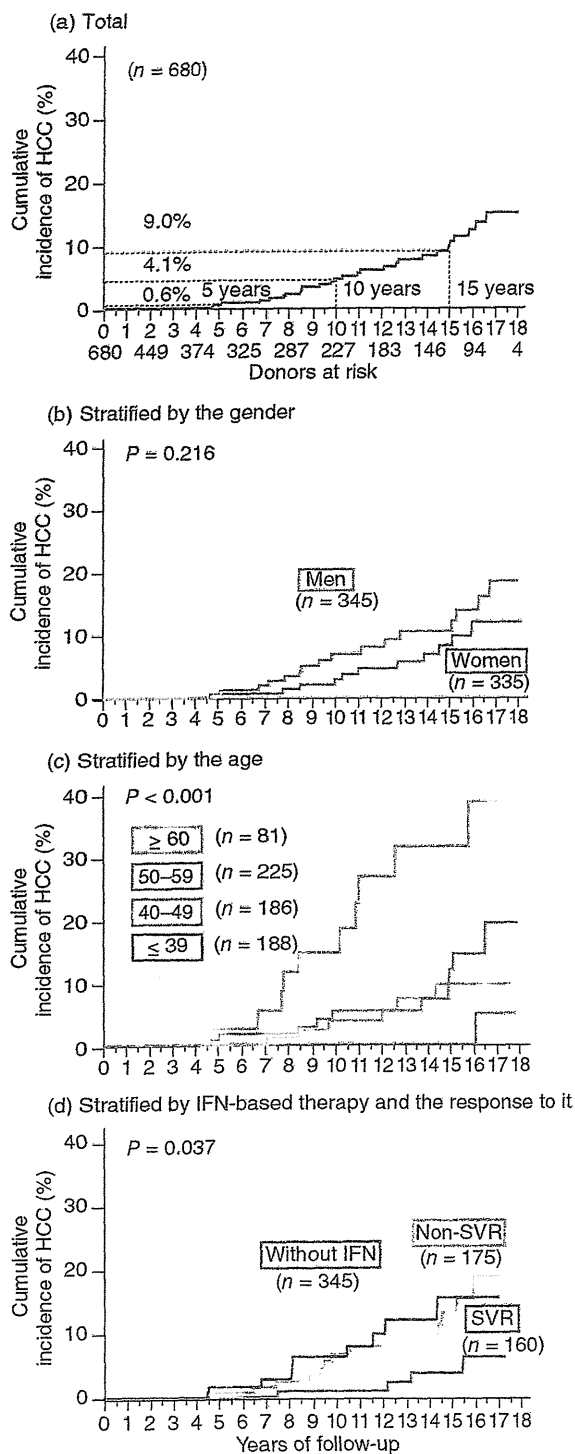 (a) Total
Cumulative
incidence of HCC (%)
40
30
20
10
0
(n = 680)
9.0%
4.1%
0.6%
5 years
10 years
15 years
0 1 2 3 4 5 6 7 8 9 10 11 12 13 14 15 16 17 18
680 449 374 325 287 227 183 146 94 4
Donors at risk
(b) Stratified by the gender
Cumulative
incidence of HCC (%)
40
30
20
10
0
P = 0.216
Men
(n = 345)
Women
(n = 335)
0 1 2 3 4 5 6 7 8 9 10 11 12 13 14 15 16 17 18
(c) Stratified by the age
Cumulative
incidence of HCC (%)
40
30
20
10
0
P < 0.001
≥ 60 (n = 81)
50–59 (n = 225)
40–49 (n = 186)
≤ 39 (n = 188)
0 1 2 3 4 5 6 7 8 9 10 11 12 13 14 15 16 17 18
(d) Stratified by IFN-based therapy and the response to it
Cumulative
incidence of HCC (%)
40
30
20
10
0
P = 0.037
Without IFN
(n = 345)
Non-SVR
(n = 175)
SVR
(n = 160)
0 1 2 3 4 5 6 7 8 9 10 11 12 13 14 15 16 17 18
Years of follow-up